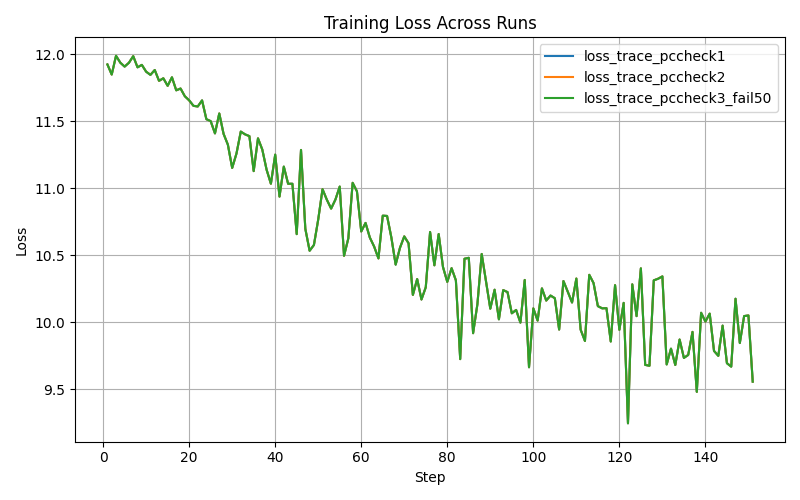 Training Loss Across Runs
loss_trace_pccheck1
loss_trace_pccheck2
loss_trace_pccheck3_fail50
12.0
11.5
11.0
10.5
10.0
9.5
Loss
0 20 40 60 80 100 120 140
Step